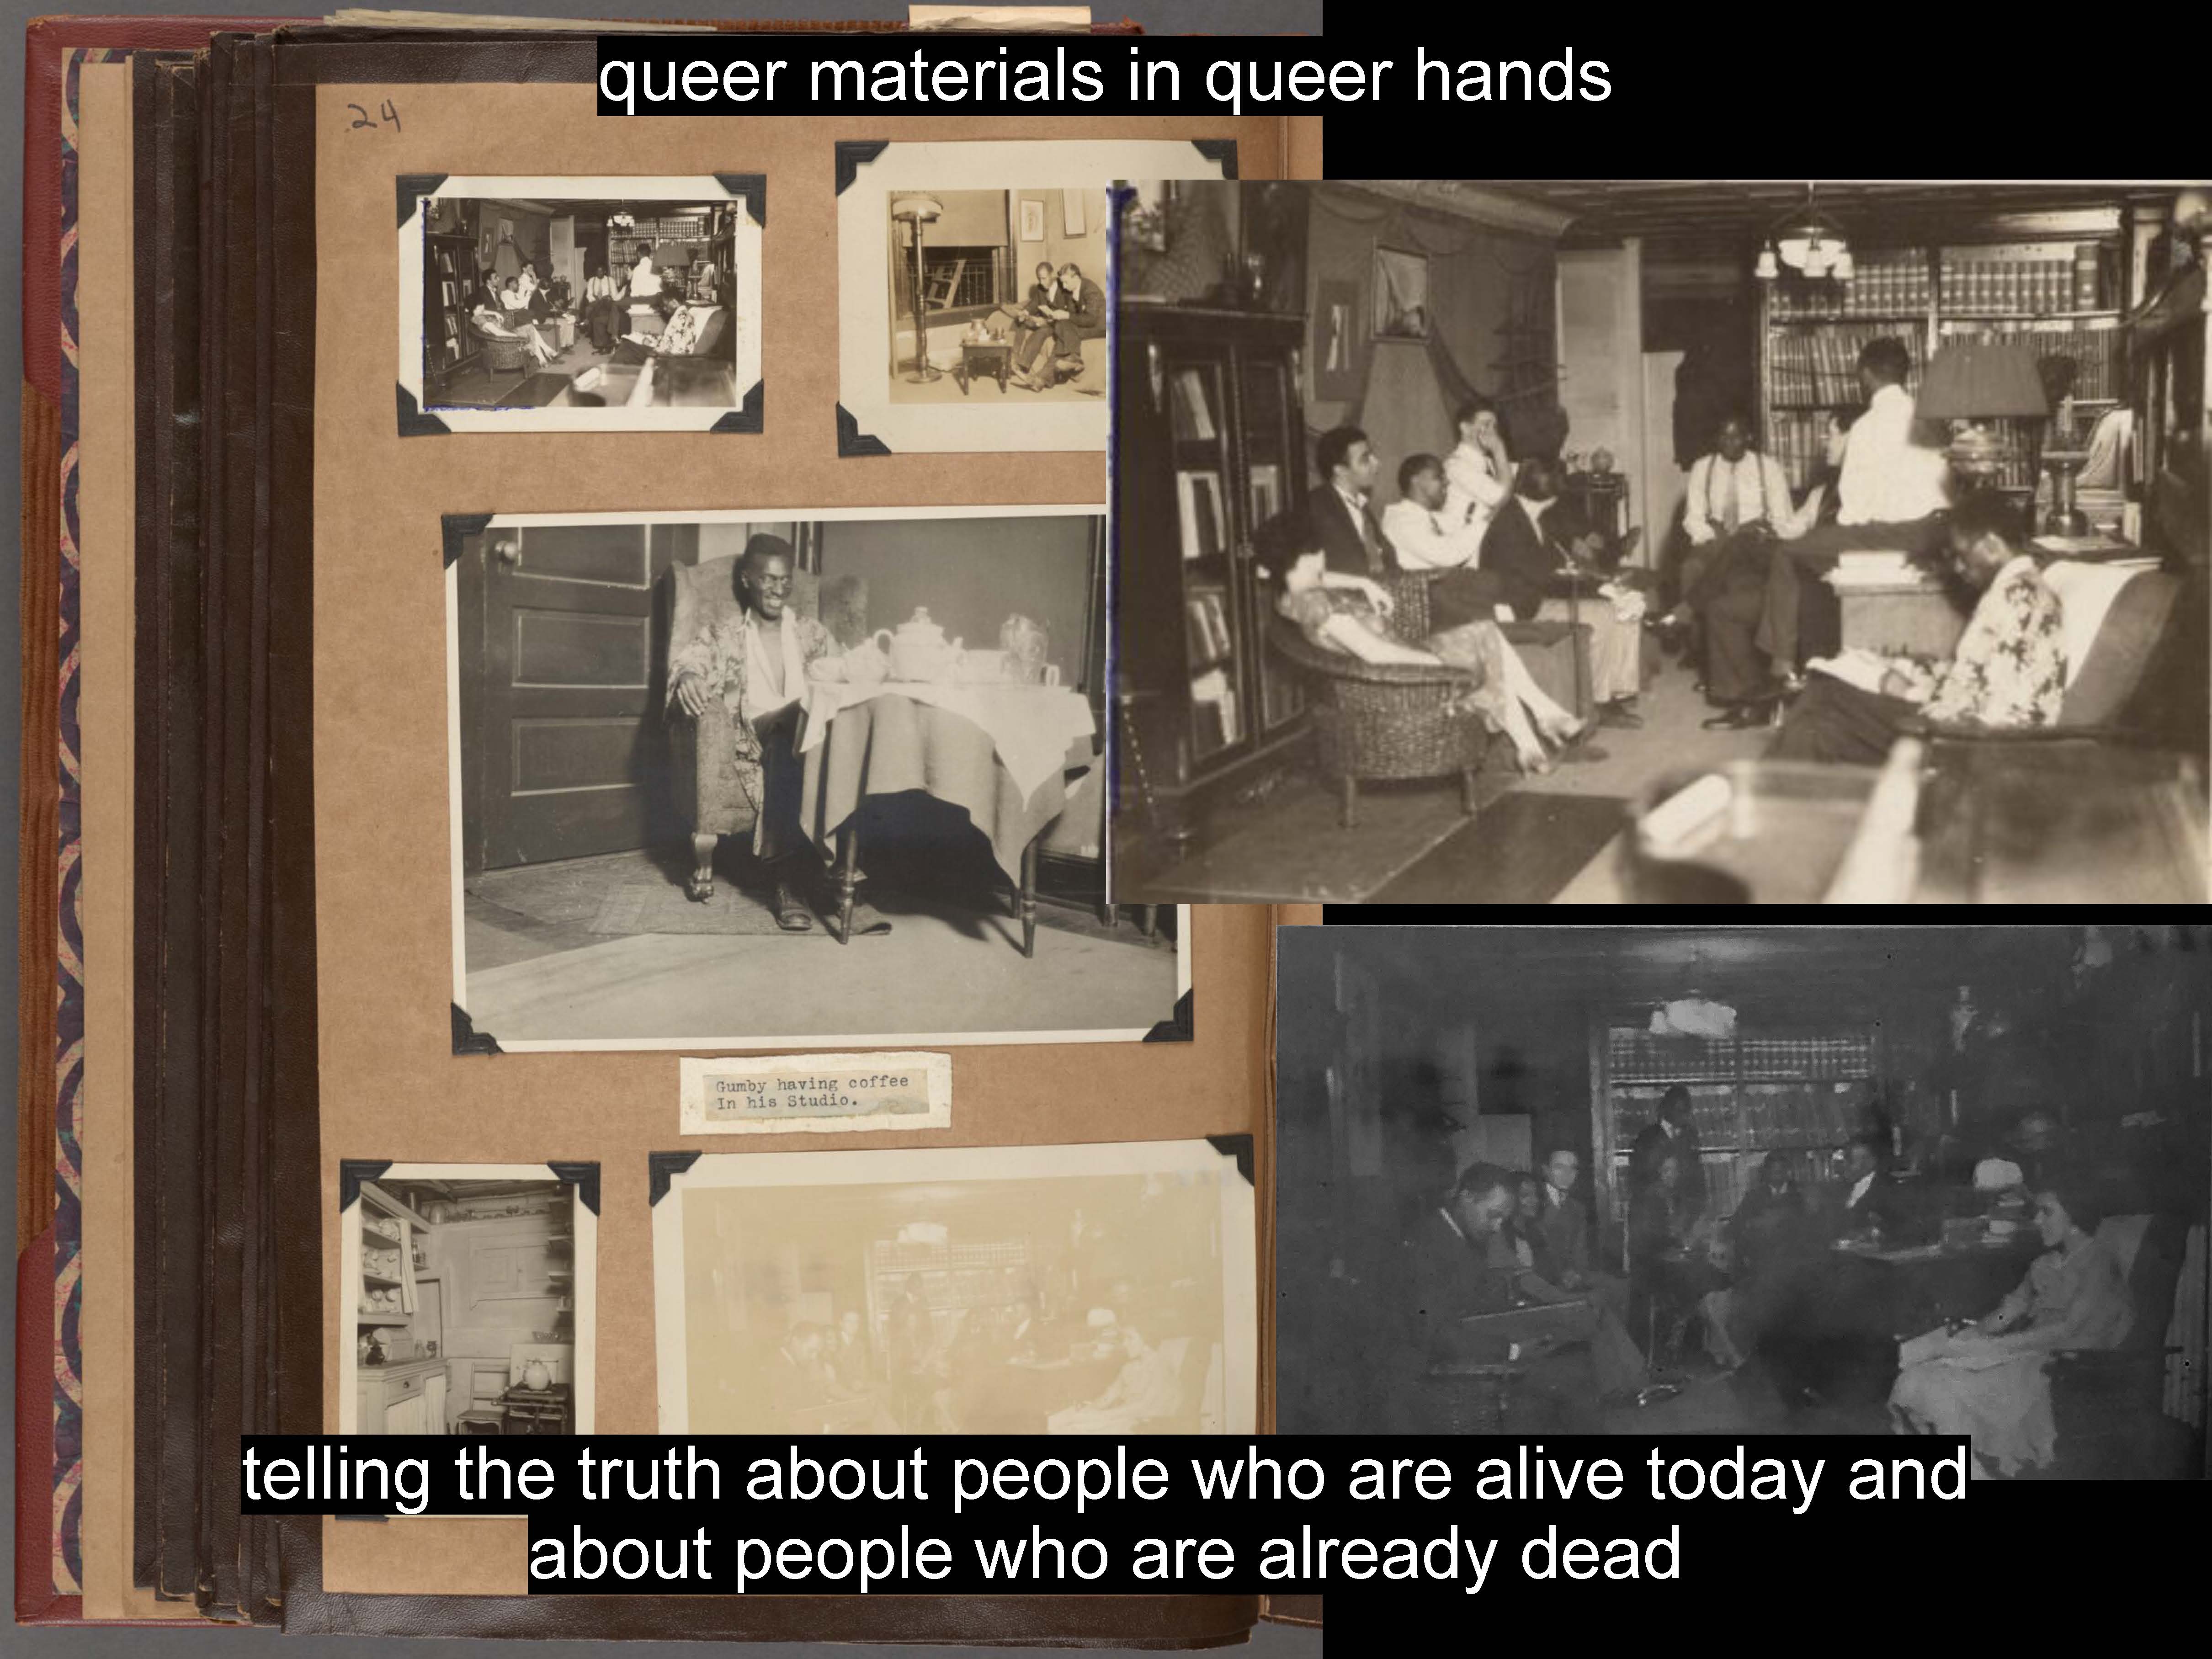 queer materials in queer hands
24
Gumby having coffee
In his Studio.
telling the truth about people who are alive today and
about people who are already dead